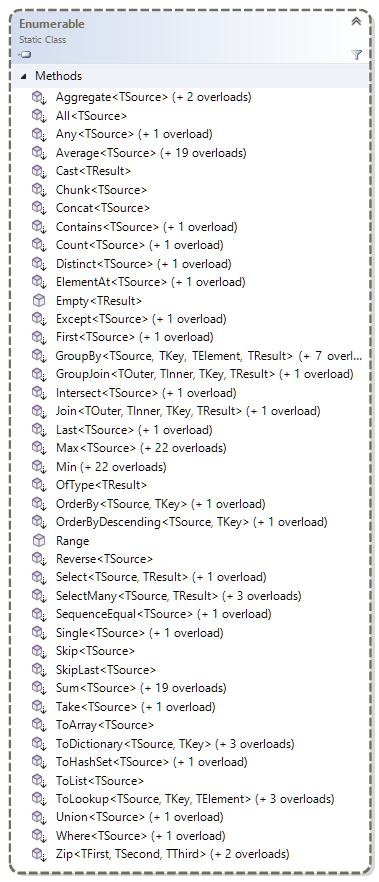 Enumerable
Static Class
Methods
Aggregate<TSource> (+ 2 overloads)
All<TSource>
Any<TSource> (+ 1 overload)
Average<TSource> (+ 19 overloads)
Cast<TResult>
Chunk<TSource>
Concat<TSource>
Contains<TSource> (+ 1 overload)
Count<TSource> (+ 1 overload)
Distinct<TSource> (+ 1 overload)
ElementAt<TSource> (+ 1 overload)
Empty<TResult>
Except<TSource> (+ 1 overload)
First<TSource> (+ 1 overload)
GroupBy<TSource, TKey, TElement, TResult> (+ 7 overl...
GroupJoin<TOuter, TInner, TKey, TResult> (+ 1 overload)
Intersect<TSource> (+ 1 overload)
Join<TOuter, TInner, TKey, TResult> (+ 1 overload)
Last<TSource> (+ 1 overload)
Max<TSource> (+ 22 overloads)
Min (+ 22 overloads)
OfType<TResult>
OrderBy<TSource, TKey> (+ 1 overload)
OrderByDescending<TSource, TKey> (+ 1 overload)
Range
Reverse<TSource>
Select<TSource, TResult> (+ 1 overload)
SelectMany<TSource, TResult> (+ 3 overloads)
SequenceEqual<TSource> (+ 1 overload)
Single<TSource> (+ 1 overload)
Skip<TSource>
SkipLast<TSource>
Sum<TSource> (+ 19 overloads)
Take<TSource> (+ 1 overload)
ToArray<TSource>
ToDictionary<TSource, TKey> (+ 3 overloads)
ToHashSet<TSource> (+ 1 overload)
ToList<TSource>
ToLookup<TSource, TKey, TElement> (+ 3 overloads)
Union<TSource> (+ 1 overload)
Where<TSource> (+ 1 overload)
Zip<TFirst, TSecond, TThird> (+ 2 overloads)